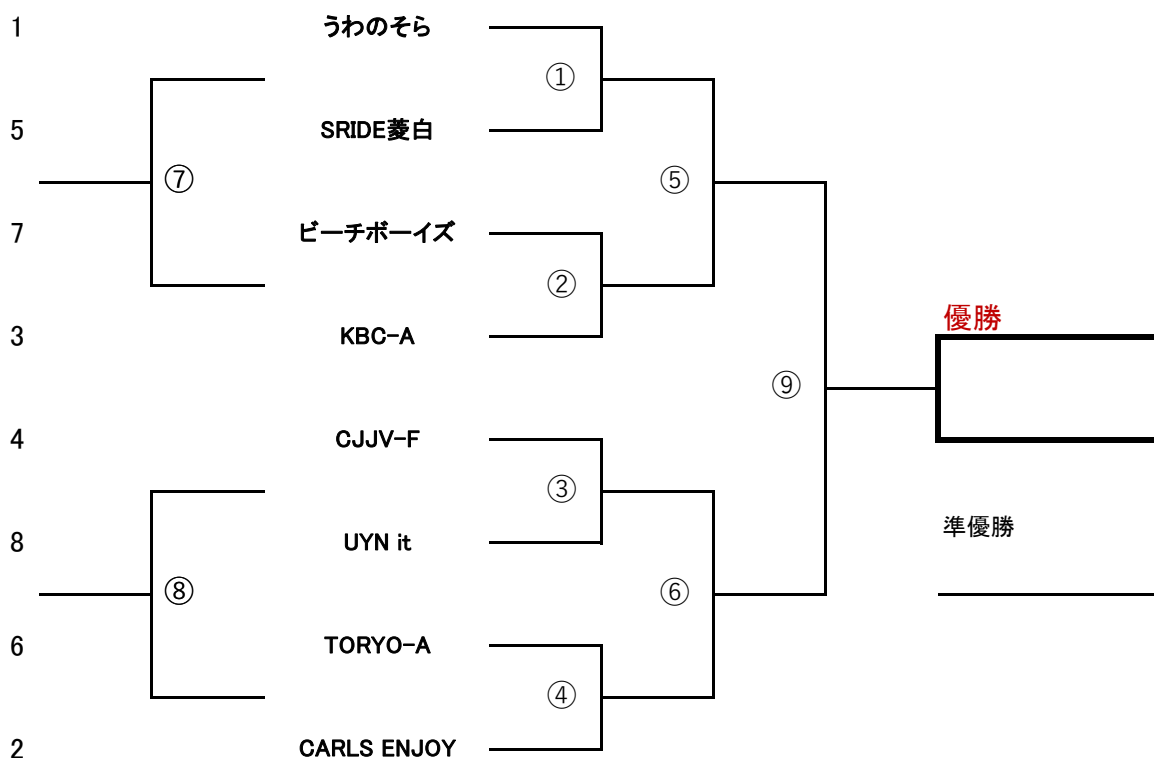 1 うわのそら
①
5 SRIDE菱白
⑦ ⑤
7 ビーチボーイズ
②
優勝
3 KBC-A
⑨
4 CJJV-F
③
準優勝
8 UYN it
⑧ ⑥
6 TORYO-A
④
2 CARLS ENJOY